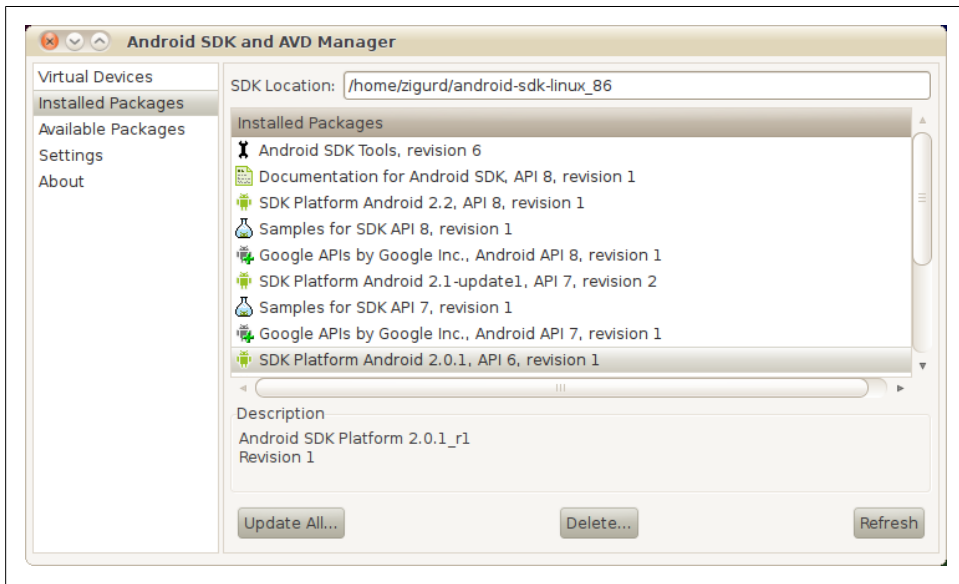 Android SDK and AVD Manager
Virtual Devices
Installed Packages
Available Packages
Settings
About
SDK Location: /home/zigurd/android-sdk-linux_86
Installed Packages
Android SDK Tools, revision 6
Documentation for Android SDK, API 8, revision 1
SDK Platform Android 2.2, API 8, revision 1
Samples for SDK API 8, revision 1
Google APIs by Google Inc., Android API 8, revision 1
SDK Platform Android 2.1-update1, API 7, revision 2
Samples for SDK API 7, revision 1
Google APIs by Google Inc., Android API 7, revision 1
SDK Platform Android 2.0.1, API 6, revision 1
Description
Android SDK Platform 2.0.1_r1
Revision 1
Update All...
Delete...
Refresh